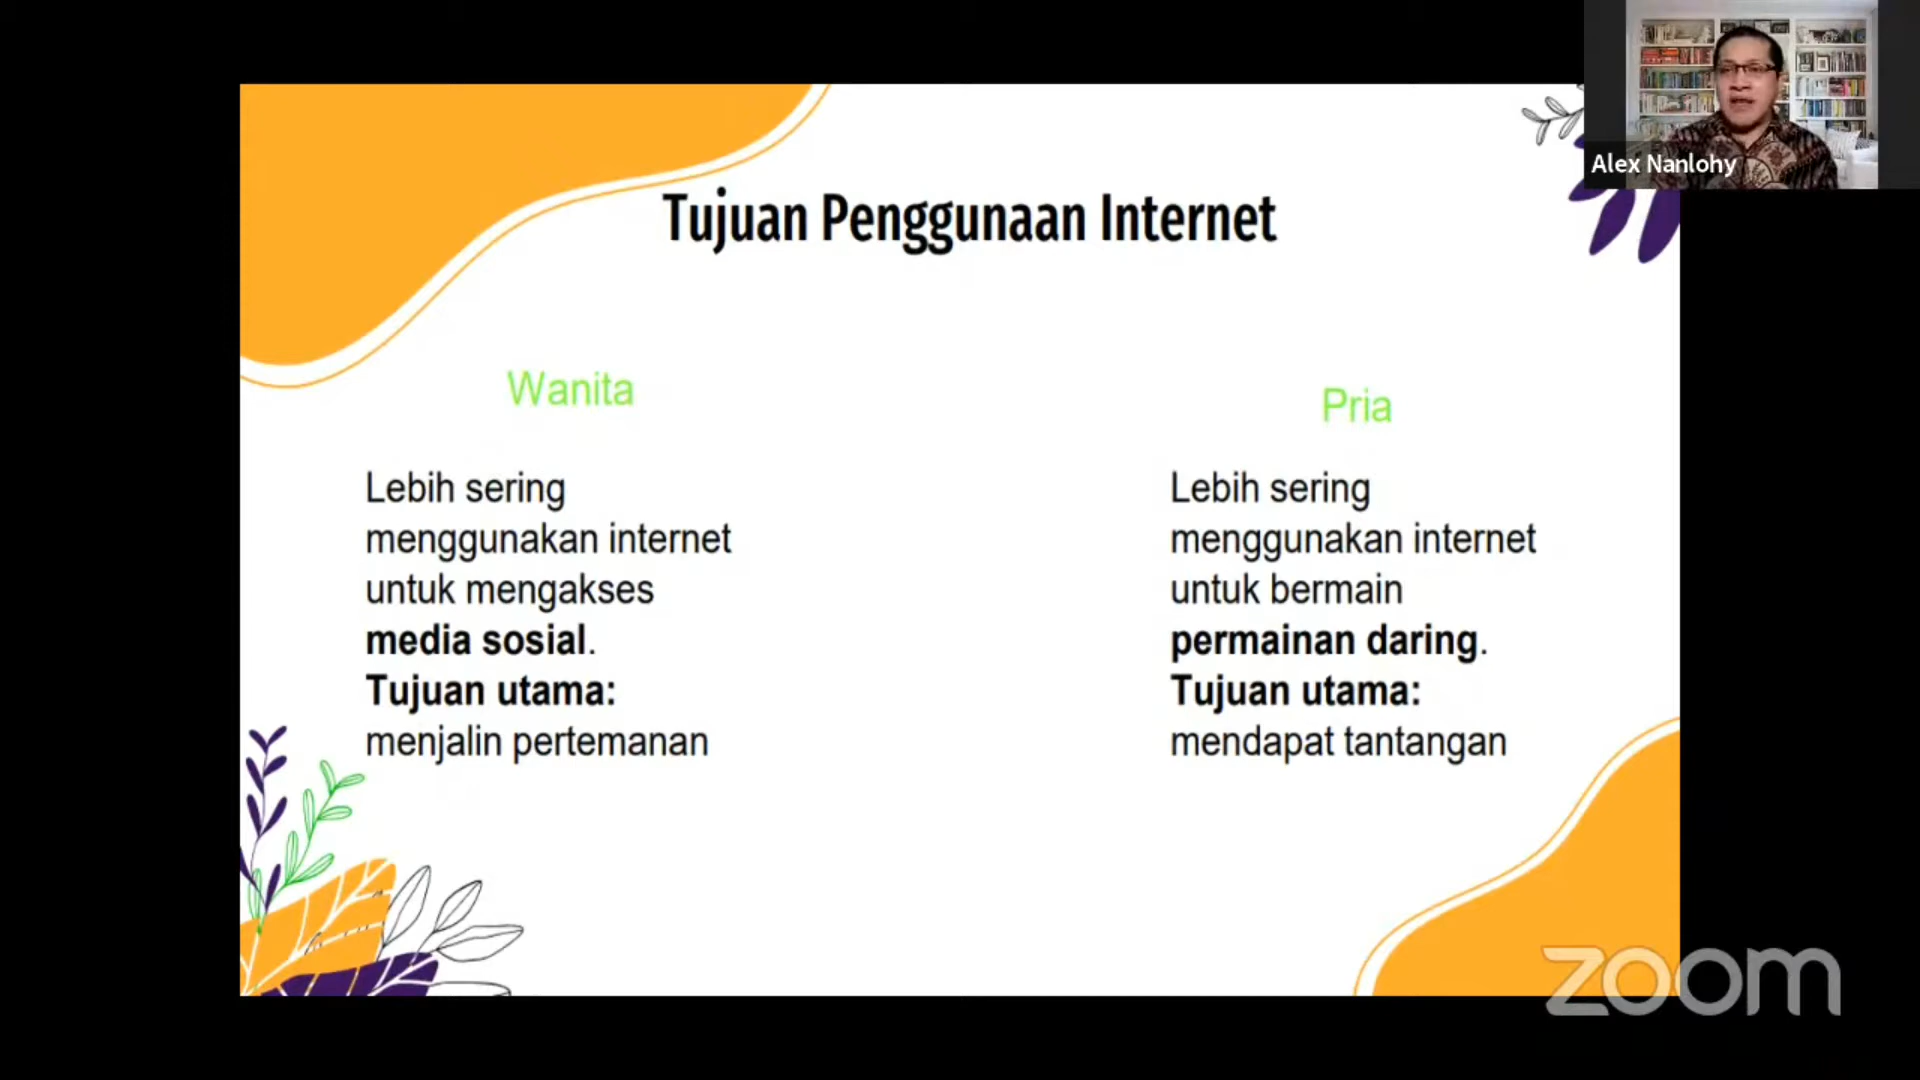 Alex Nanlohy
Tujuan Penggunaan Internet
Wanita
Lebih sering
menggunakan internet
untuk mengakses
media sosial.
Tujuan utama:
menjalin pertemanan
Pria
Lebih sering
menggunakan internet
untuk bermain
permainan daring.
Tujuan utama:
mendapat tantangan
zoom